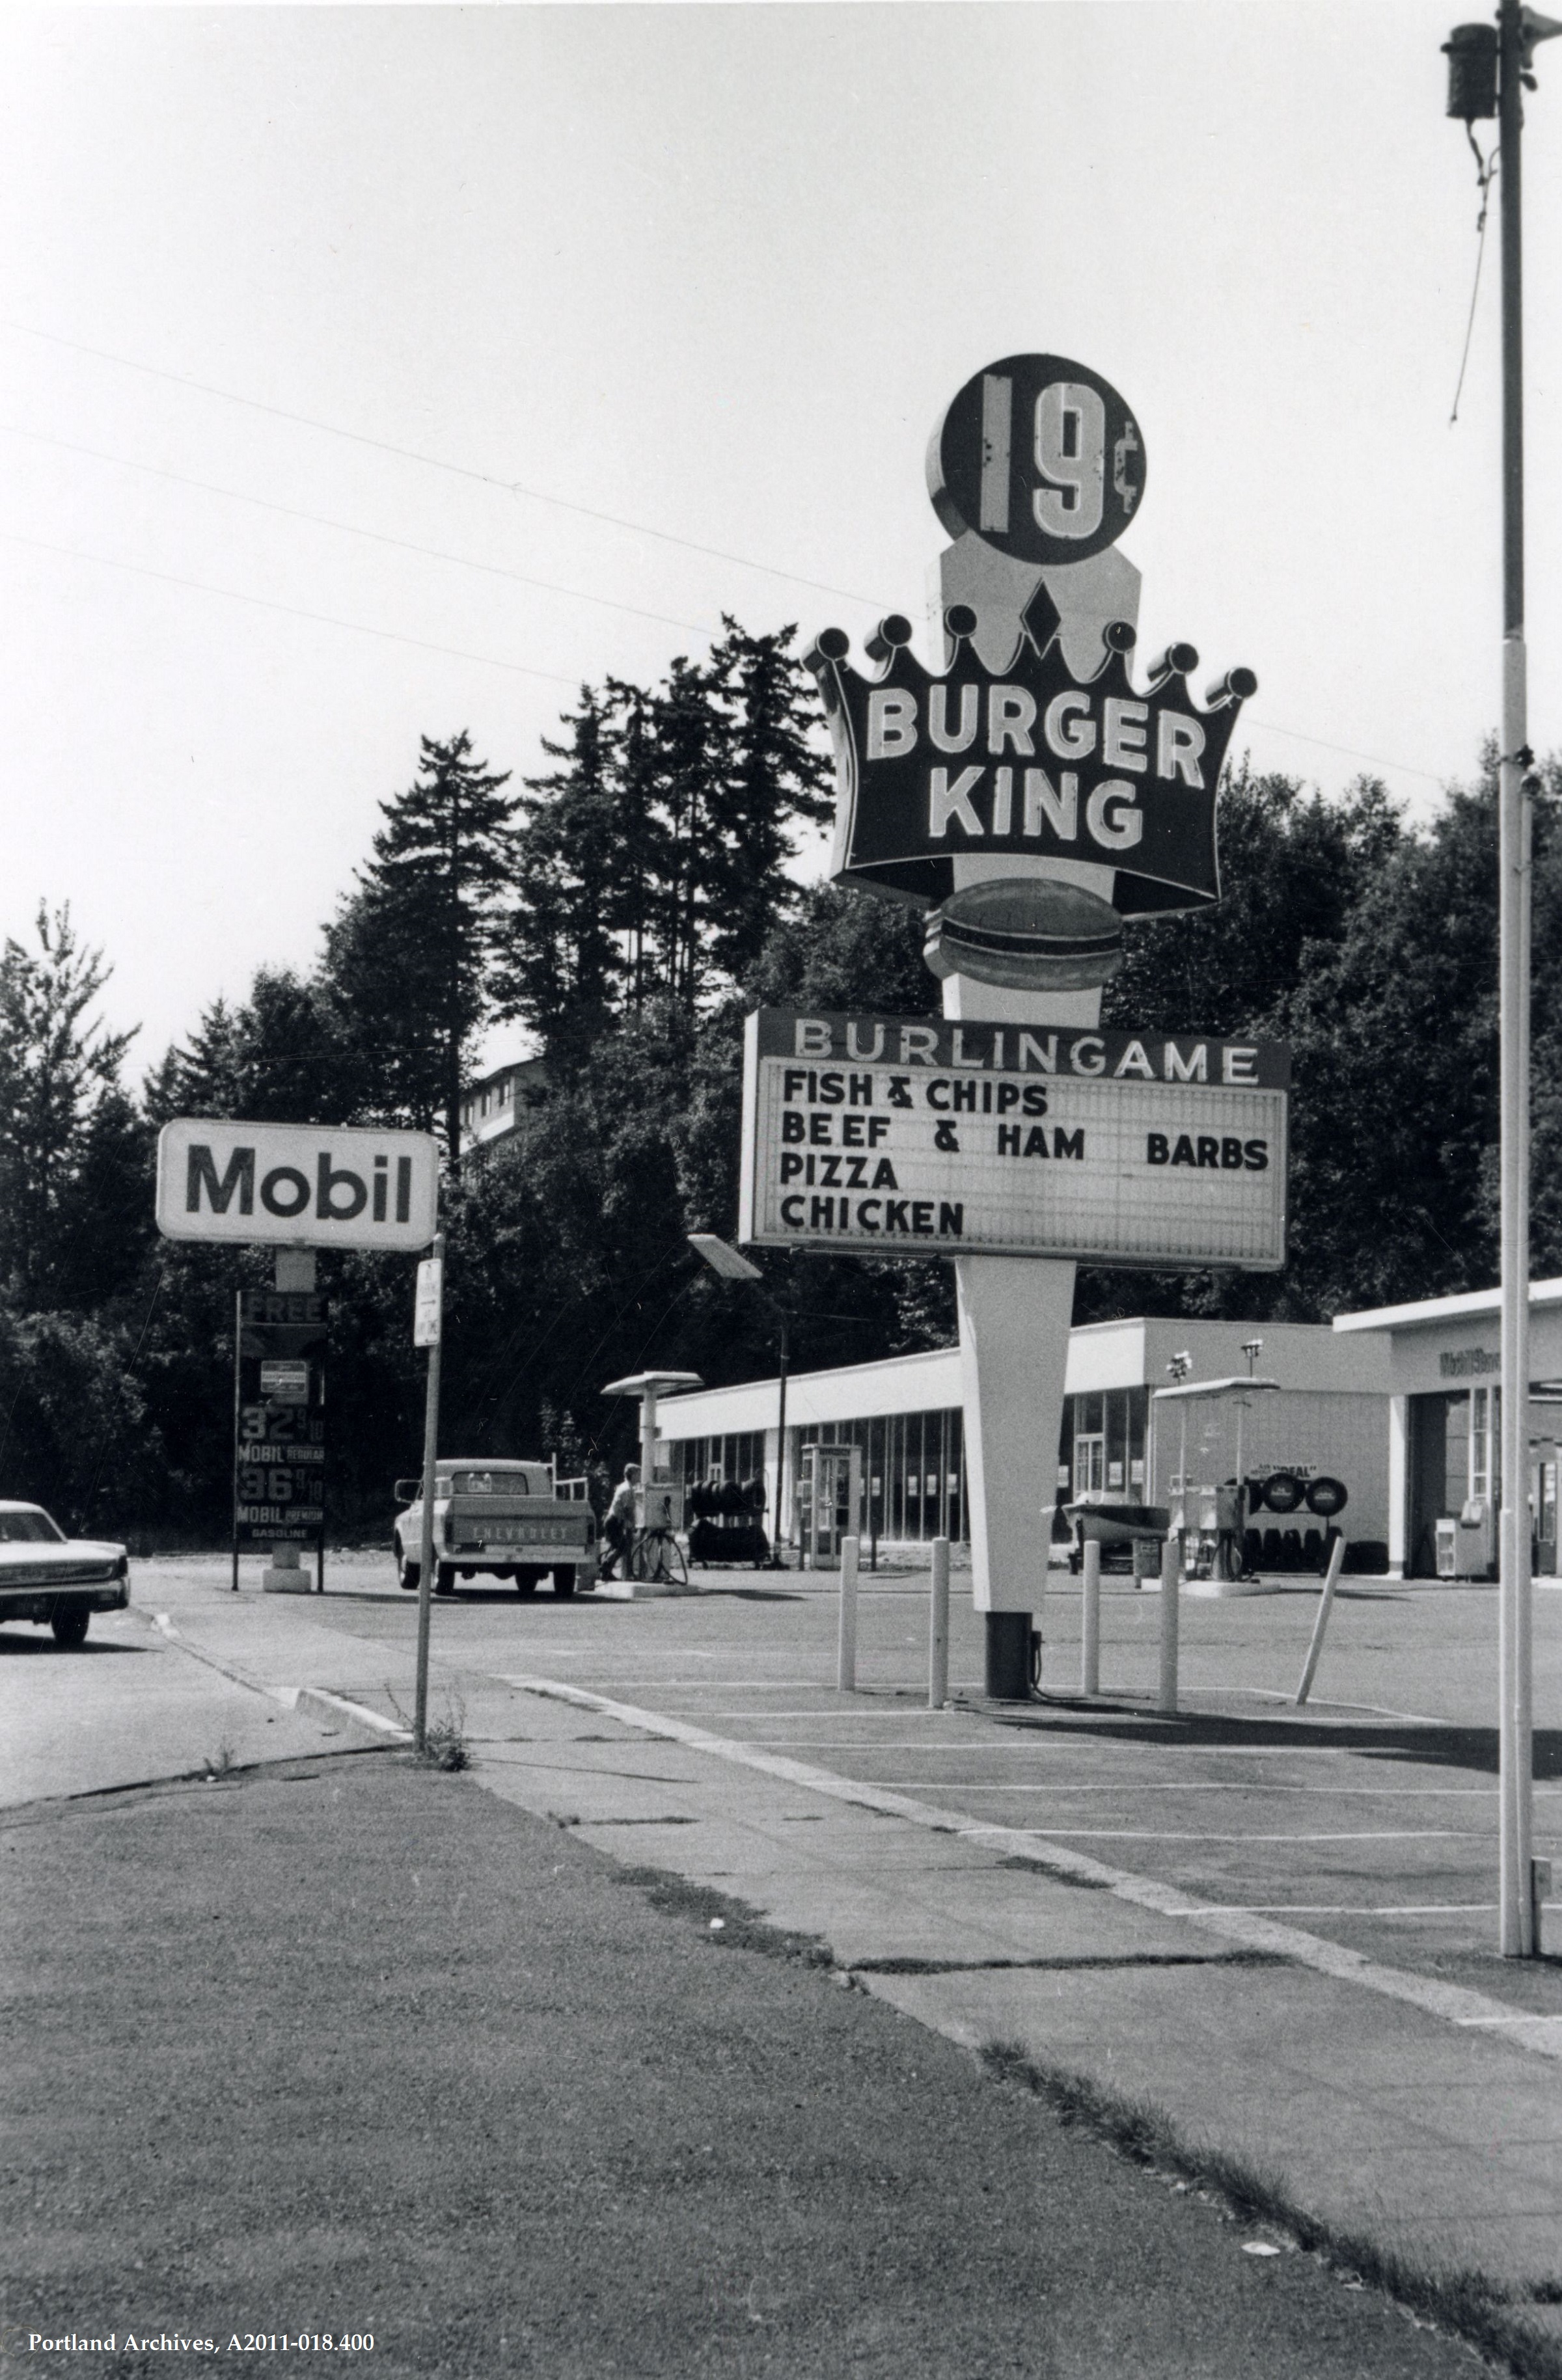 19¢
BURGER
KING
BURLINGAME
FISH & CHIPS
BEEF & HAM BARBS
PIZZA
CHICKEN
Mobil
FREE
32 9/10
MOBIL REGULAR
36 9/10
MOBIL PREMIUM
GASOLINE
CHEVROLET
"DEAL"
Portland Archives, A2011-018.400